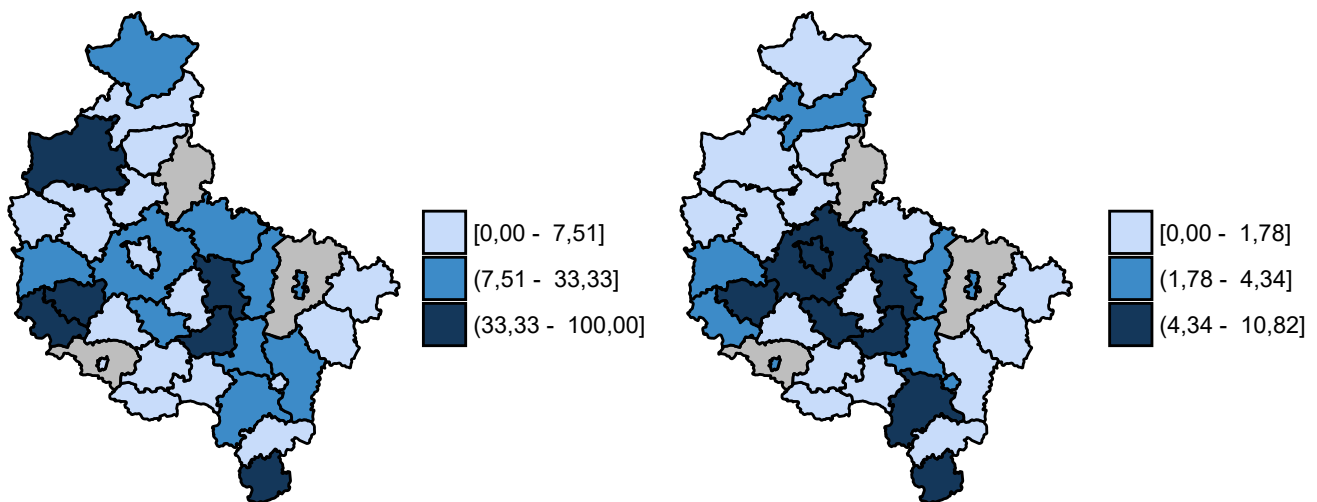 [0,00 - 7,51]
(7,51 - 33,33]
(33,33 - 100,00]
[0,00 - 1,78]
(1,78 - 4,34]
(4,34 - 10,82]